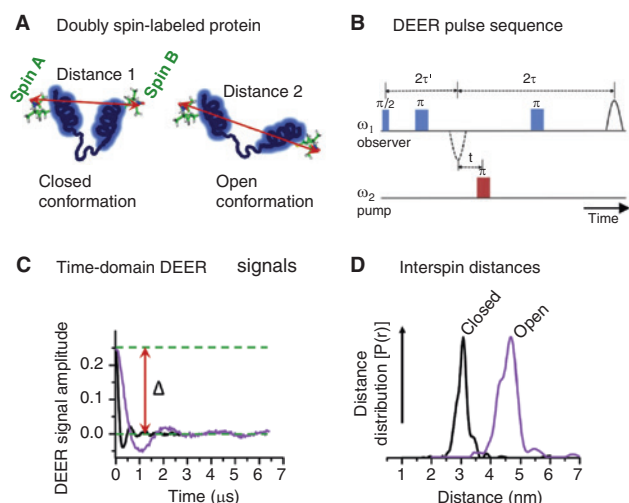 A Doubly spin-labeled protein
Spin A
Distance 1
Spin B
Distance 2
Closed
conformation
Open
conformation
B DEER pulse sequence
2τ'
2τ
π/2
π
π
ω1
observer
t
π
ω2
pump
Time
C Time-domain DEER signals
DEER signal amplitude
0.2
0.1
0.0
Δ
0 1 2 3 4 5 6 7
Time (µs)
D Interspin distances
Distance
distribution [P(r)]
Closed
Open
1 2 3 4 5 6 7
Distance (nm)